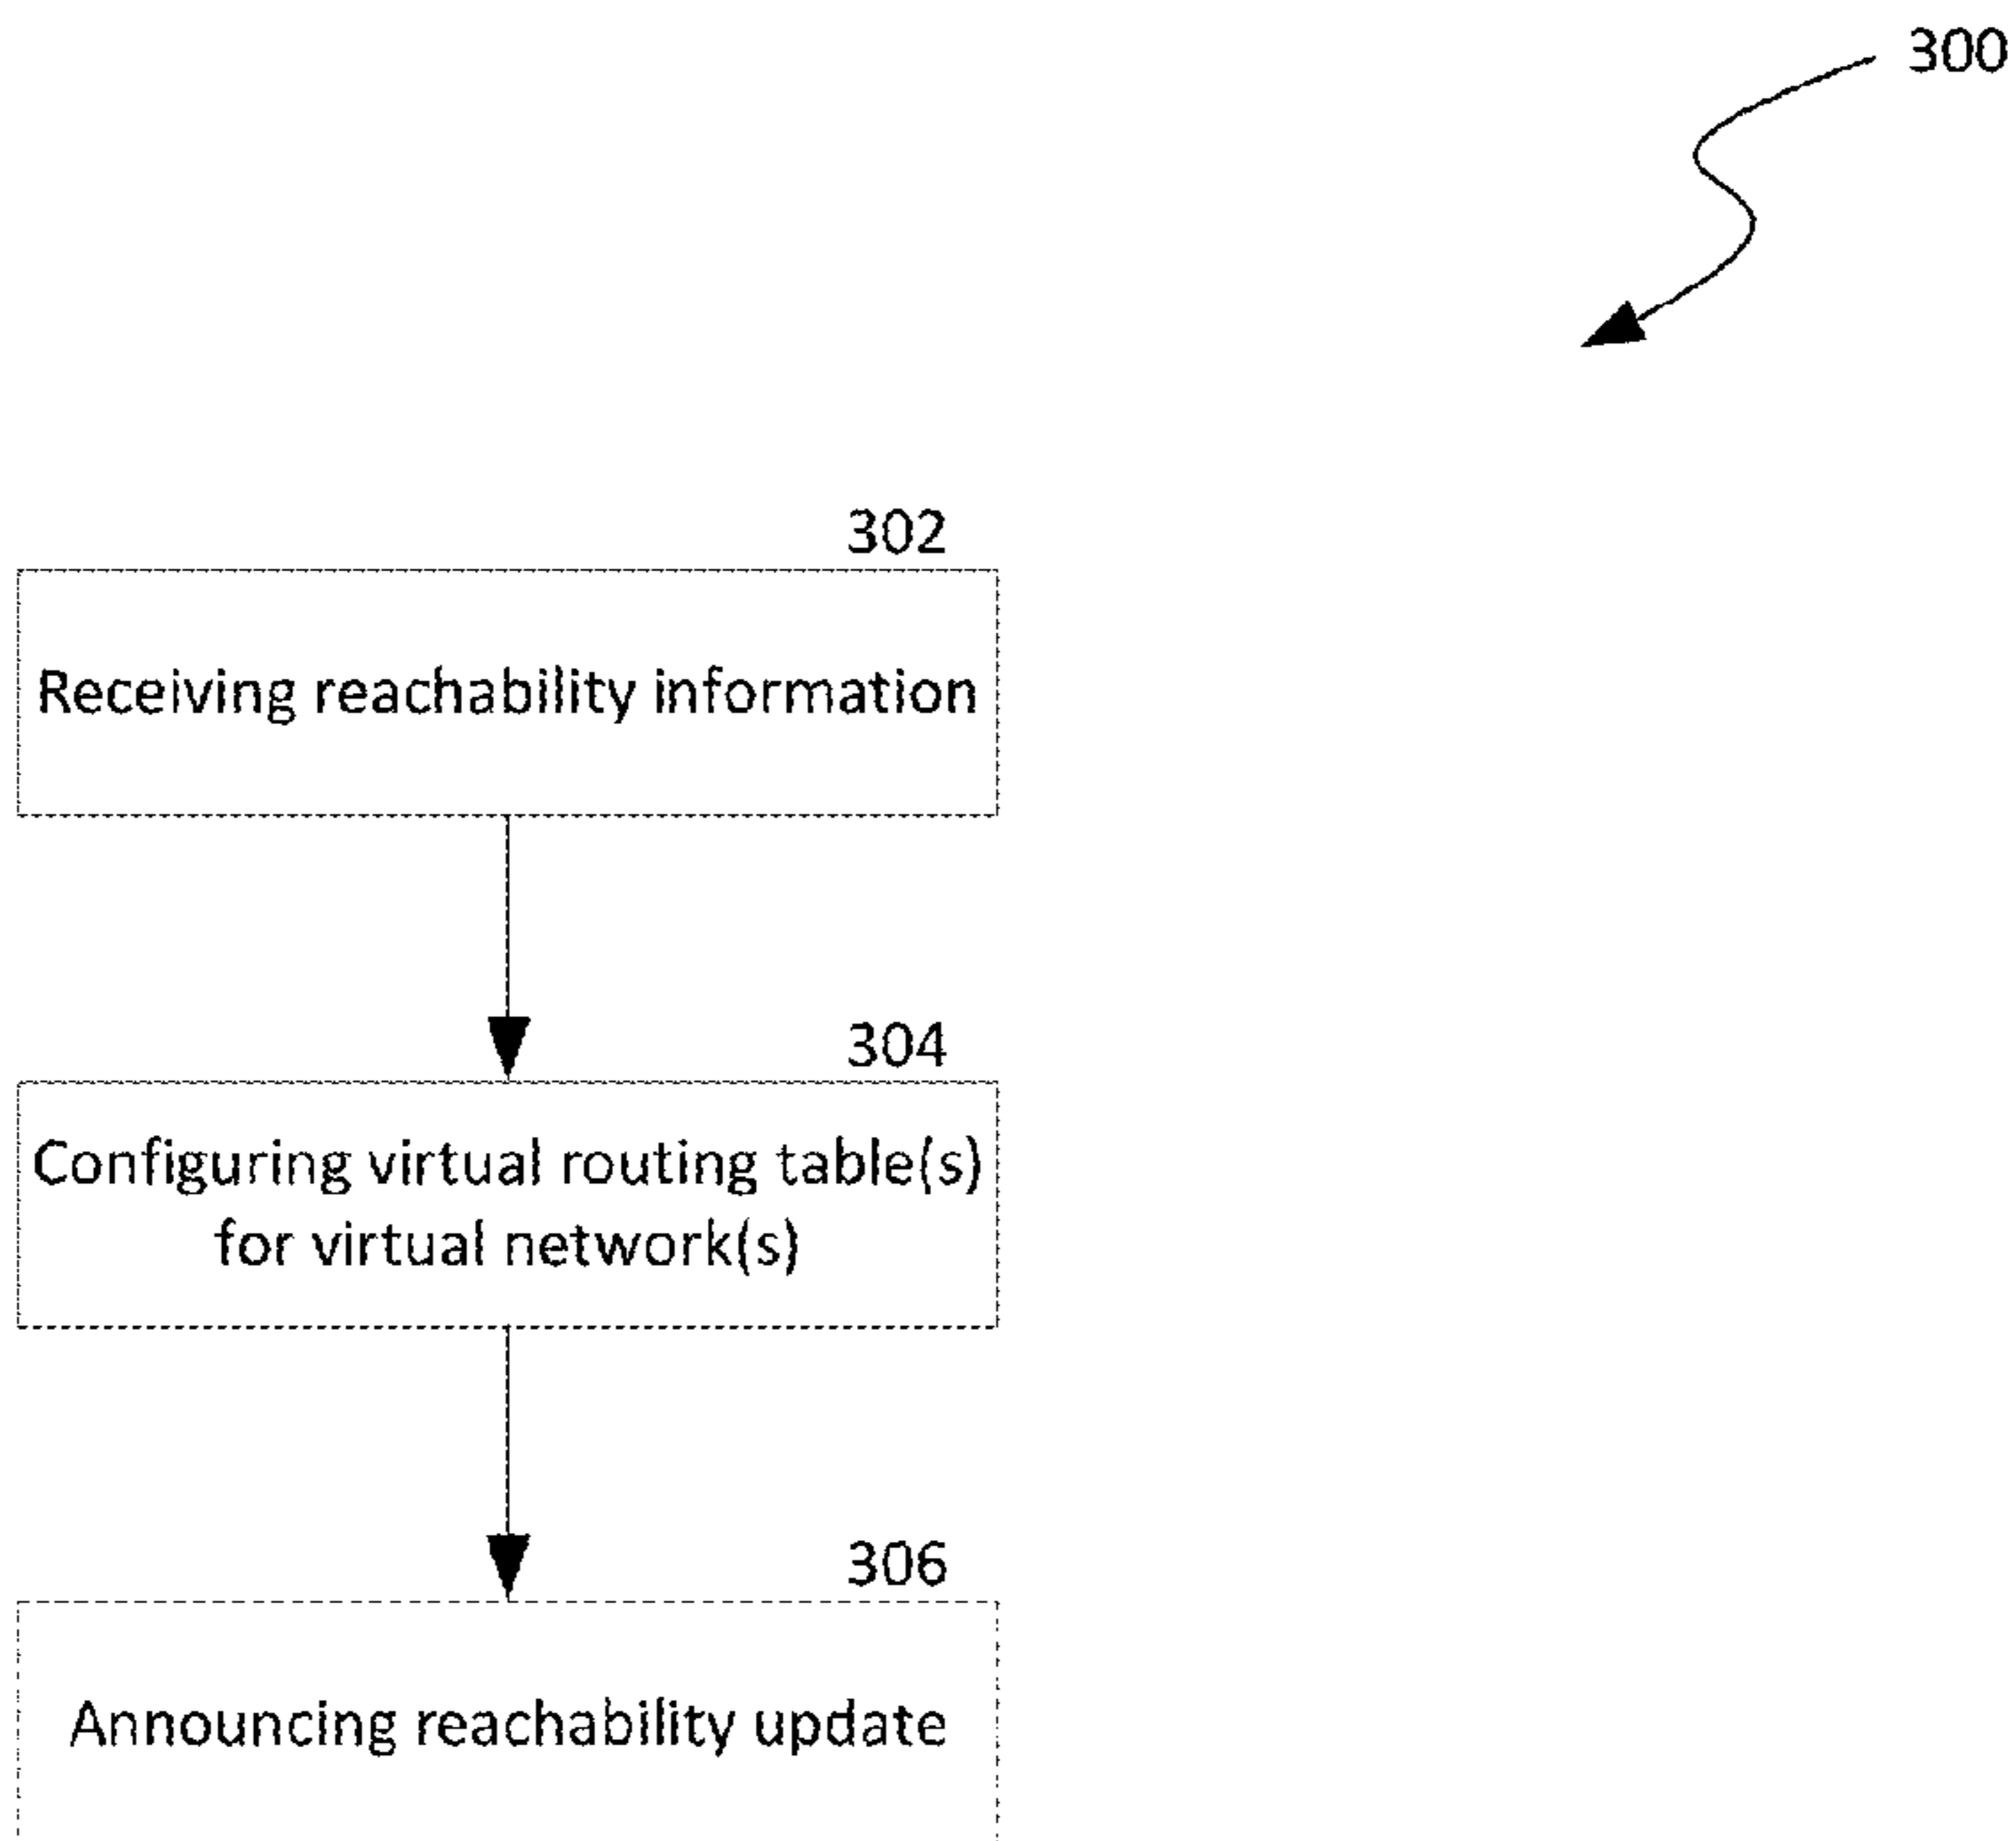 300
302
Receiving reachability information
304
Configuring virtual routing table(s)
for virtual network(s)
306
Announcing reachability update